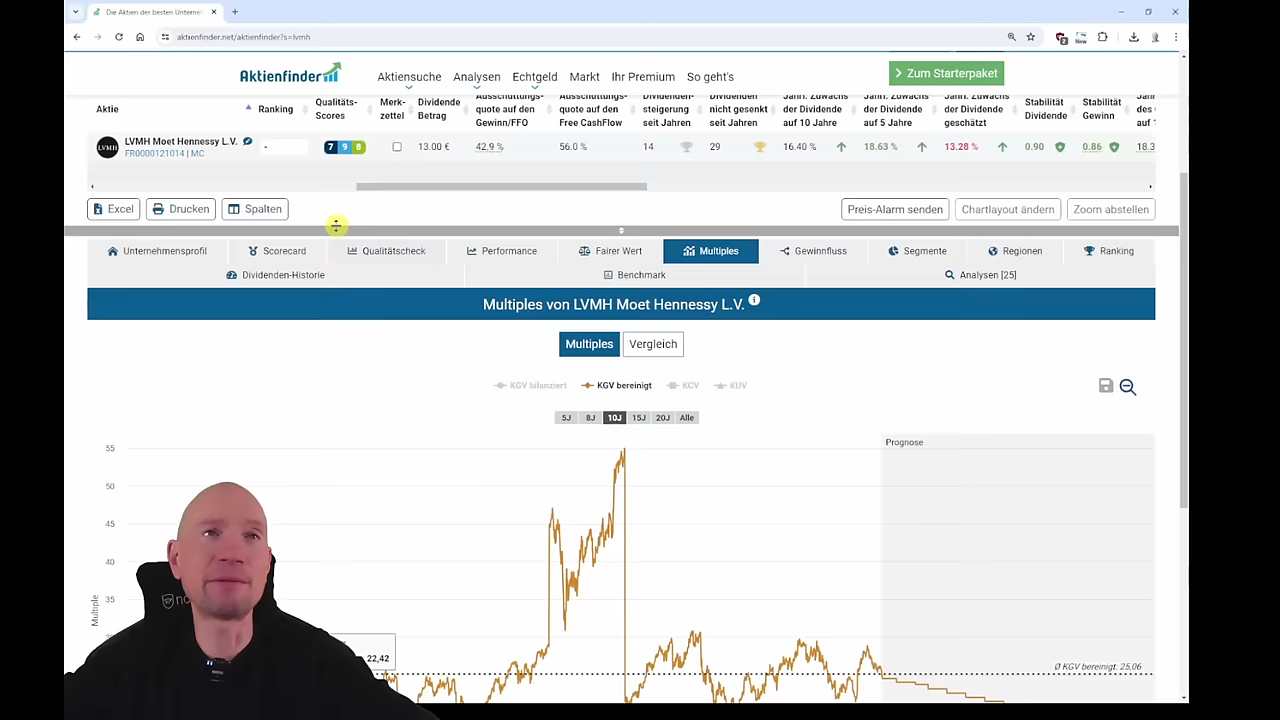 Die Aktien der besten Unterne
aktienfinder.net/aktienfinder?s=lvmh
New
Aktienfinder
Aktiensuche
Analysen
Echtgeld
Markt
Ihr Premium
So geht's
Zum Starterpaket
Aktie
Ranking
Qualitäts-
Scores
Merk-
zettel
Dividende
Betrag
Ausschüttungs-
quote auf den
Gewinn/FFO
Ausschüttungs-
quote auf den
Free CashFlow
Dividenden-
steigerung
seit Jahren
Dividenden
nicht gesenkt
seit Jahren
Jährl. Zuwachs
der Dividende
auf 10 Jahre
Jährl. Zuwachs
der Dividende
auf 5 Jahre
Jährl. Zuwachs
der Dividende
geschätzt
Stabilität
Dividende
Stabilität
Gewinn
LVMH
LVMH Moet Hennessy L.V.
FR0000121014 | MC
-
7 9 8
13.00 €
42.9 %
56.0 %
14
29
16.40 %
18.63 %
13.28 %
0.90
0.86
18.3
Excel
Drucken
Spalten
Preis-Alarm senden
Chartlayout ändern
Zoom abstellen
Unternehmensprofil
Scorecard
Qualitätscheck
Performance
Fairer Wert
Multiples
Gewinnfluss
Segmente
Regionen
Ranking
Dividenden-Historie
Benchmark
Analysen [25]
Multiples von LVMH Moet Hennessy L.V.
Multiples
Vergleich
KGV bilanziert
KGV bereinigt
KCV
KUV
5J
8J
10J
15J
20J
Alle
Prognose
55
50
45
40
35
Multiple
22,42
Ø KGV bereinigt: 25,06